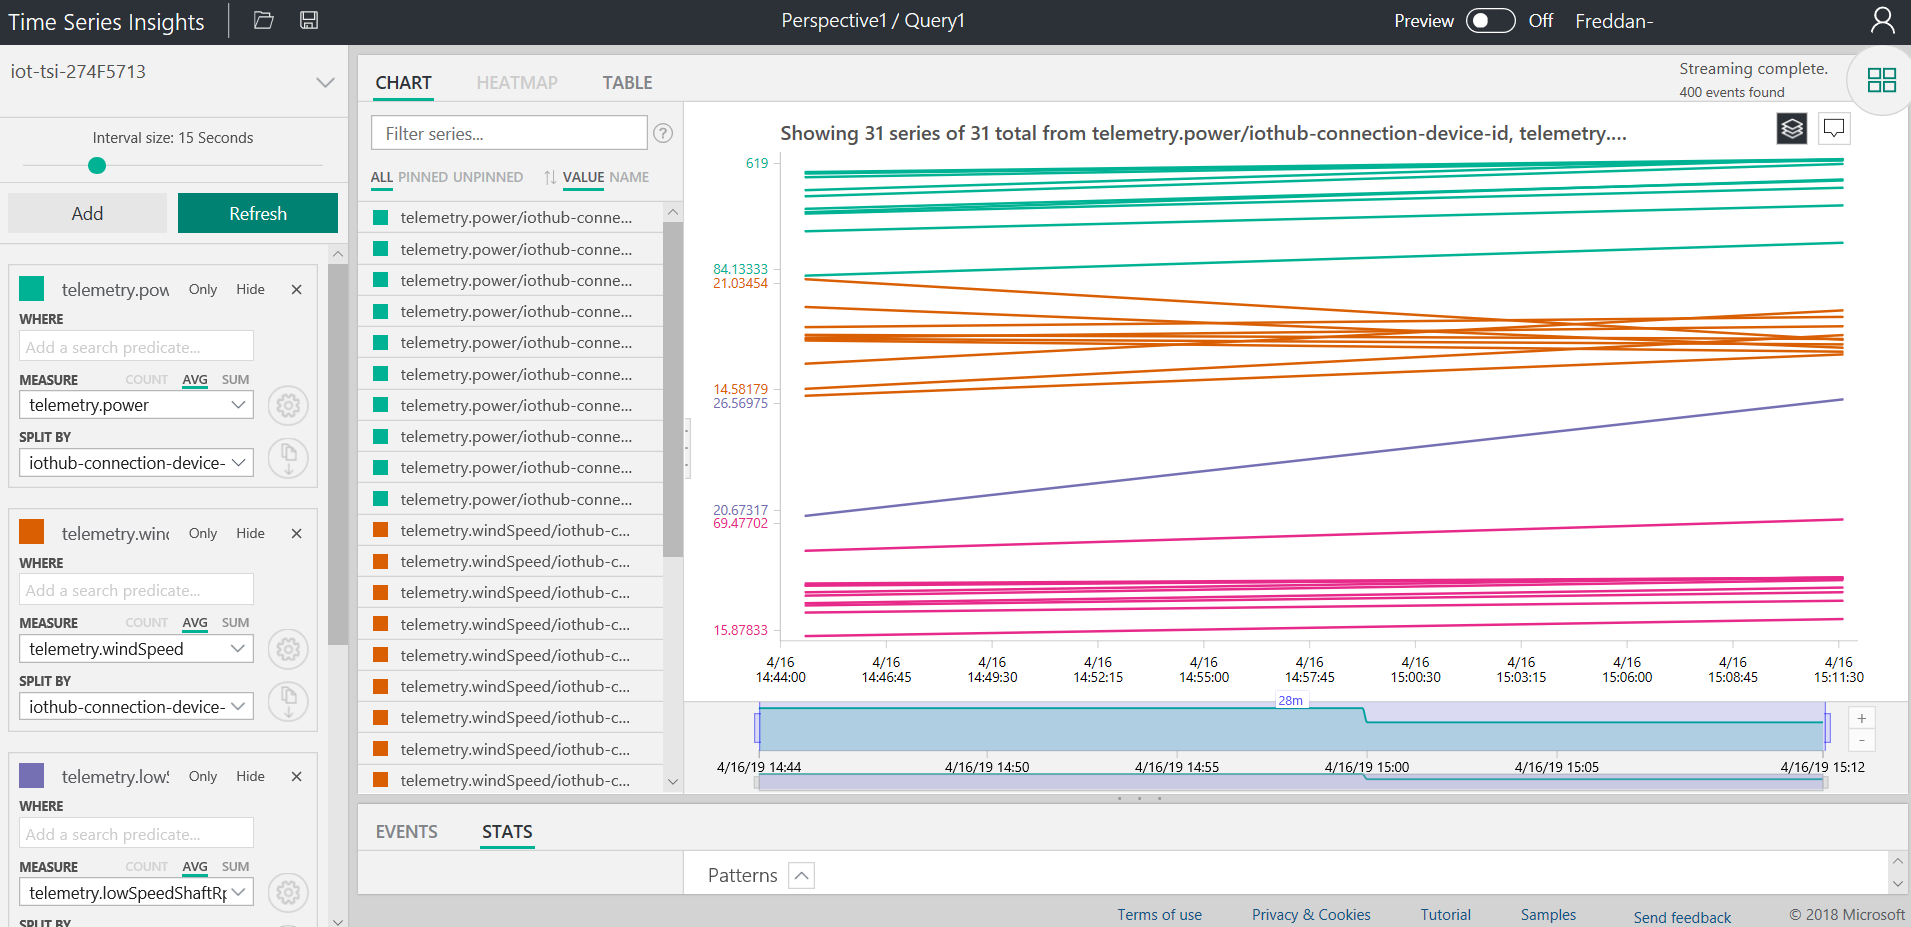 Time Series Insights
Perspective1 / Query1
Preview Off Freddan-
iot-tsi-274F5713
Interval size: 15 Seconds
Add Refresh
telemetry.pow Only Hide ×
WHERE
Add a search predicate...
MEASURE COUNT AVG SUM
telemetry.power
SPLIT BY
iothub-connection-device-
telemetry.wind Only Hide ×
WHERE
Add a search predicate...
MEASURE COUNT AVG SUM
telemetry.windSpeed
SPLIT BY
iothub-connection-device-
telemetry.lowS Only Hide ×
WHERE
Add a search predicate...
MEASURE COUNT AVG SUM
telemetry.lowSpeedShaftRp
SPLIT BY
CHART HEATMAP TABLE
Streaming complete.
400 events found
Filter series... ?
ALL PINNED UNPINNED VALUE NAME
telemetry.power/iothub-conne...
telemetry.power/iothub-conne...
telemetry.power/iothub-conne...
telemetry.power/iothub-conne...
telemetry.power/iothub-conne...
telemetry.power/iothub-conne...
telemetry.power/iothub-conne...
telemetry.power/iothub-conne...
telemetry.power/iothub-conne...
telemetry.power/iothub-conne...
telemetry.windSpeed/iothub-c...
telemetry.windSpeed/iothub-c...
telemetry.windSpeed/iothub-c...
telemetry.windSpeed/iothub-c...
telemetry.windSpeed/iothub-c...
telemetry.windSpeed/iothub-c...
telemetry.windSpeed/iothub-c...
telemetry.windSpeed/iothub-c...
telemetry.windSpeed/iothub-c...
Showing 31 series of 31 total from telemetry.power/iothub-connection-device-id, telemetry....
619
84.13333
21.03454
14.58179
26.56975
20.67317
69.47702
15.87833
4/16 4/16 4/16 4/16 4/16 4/16 4/16 4/16 4/16 4/16 4/16
14:44:00 14:46:45 14:49:30 14:52:15 14:55:00 14:57:45 15:00:30 15:03:15 15:06:00 15:08:45 15:11:30
28m
+
-
4/16/19 14:44 4/16/19 14:50 4/16/19 14:55 4/16/19 15:00 4/16/19 15:05 4/16/19 15:12
EVENTS STATS
Patterns
Terms of use Privacy & Cookies Tutorial Samples Send feedback © 2018 Microsoft